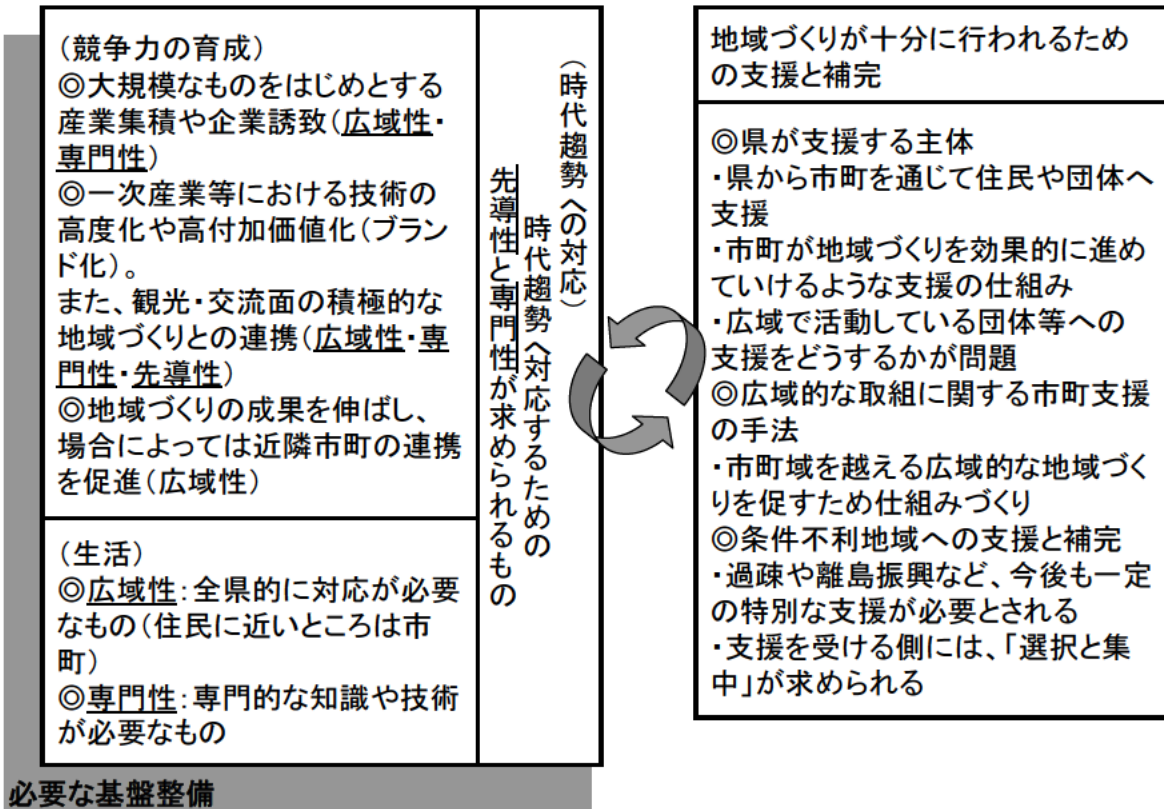 (競争力の育成)
◎大規模なものをはじめとする
産業集積や企業誘致(広域性・
専門性)
◎一次産業等における技術の
高度化や高付加価値化(ブラン
ド化)。
また、観光・交流面の積極的な
地域づくりとの連携(広域性・専
門性・先導性)
◎地域づくりの成果を伸ばし、
場合によっては近隣市町の連携
を促進(広域性)
(生活)
◎広域性:全県的に対応が必要
なもの(住民に近いところは市
町)
◎専門性:専門的な知識や技術
が必要なもの
(時代趨勢への対応)
時代趨勢へ対応するための
先導性と専門性が求められるもの
必要な基盤整備
地域づくりが十分に行われるため
の支援と補完
◎県が支援する主体
・県から市町を通じて住民や団体へ
支援
・市町が地域づくりを効果的に進め
ていけるような支援の仕組み
・広域で活動している団体等への
支援をどうするかが問題
◎広域的な取組に関する市町支援
の手法
・市町域を越える広域的な地域づく
りを促すため仕組みづくり
◎条件不利地域への支援と補完
・過疎や離島振興など、今後も一定
の特別な支援が必要とされる
・支援を受ける側には、「選択と集
中」が求められる